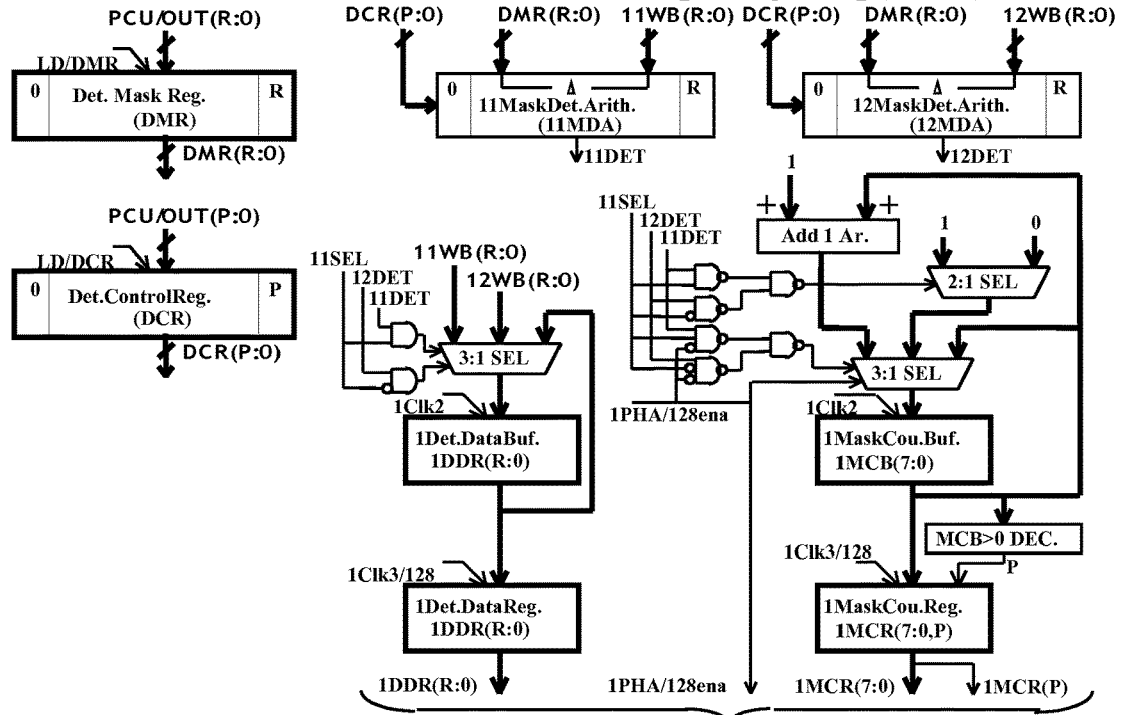 PCU/OUT(R:0)
LD/DMR
0 Det. Mask Reg. R
(DMR)
DMR(R:0)
PCU/OUT(P:0)
LD/DCR
0 Det.ControlReg. P
(DCR)
DCR(P:0)
DCR(P:0) DMR(R:0) 11WB(R:0)
0 Δ R
11MaskDet.Arith.
(11MDA)
11DET
DCR(P:0) DMR(R:0) 12WB(R:0)
0 Δ R
12MaskDet.Arith.
(12MDA)
12DET
11SEL
12DET
11DET
11WB(R:0)
12WB(R:0)
3:1 SEL
1Clk2
1Det.DataBuf.
1DDR(R:0)
1Clk3/128
1Det.DataReg.
1DDR(R:0)
1DDR(R:0)
11SEL
12DET
11DET
1
+ +
Add 1 Ar.
1 0
2:1 SEL
3:1 SEL
1PHA/128ena
1Clk2
1MaskCou.Buf.
1MCB(7:0)
MCB>0 DEC.
P
1Clk3/128
1MaskCou.Reg.
1MCR(7:0,P)
1PHA/128ena
1MCR(7:0)
1MCR(P)